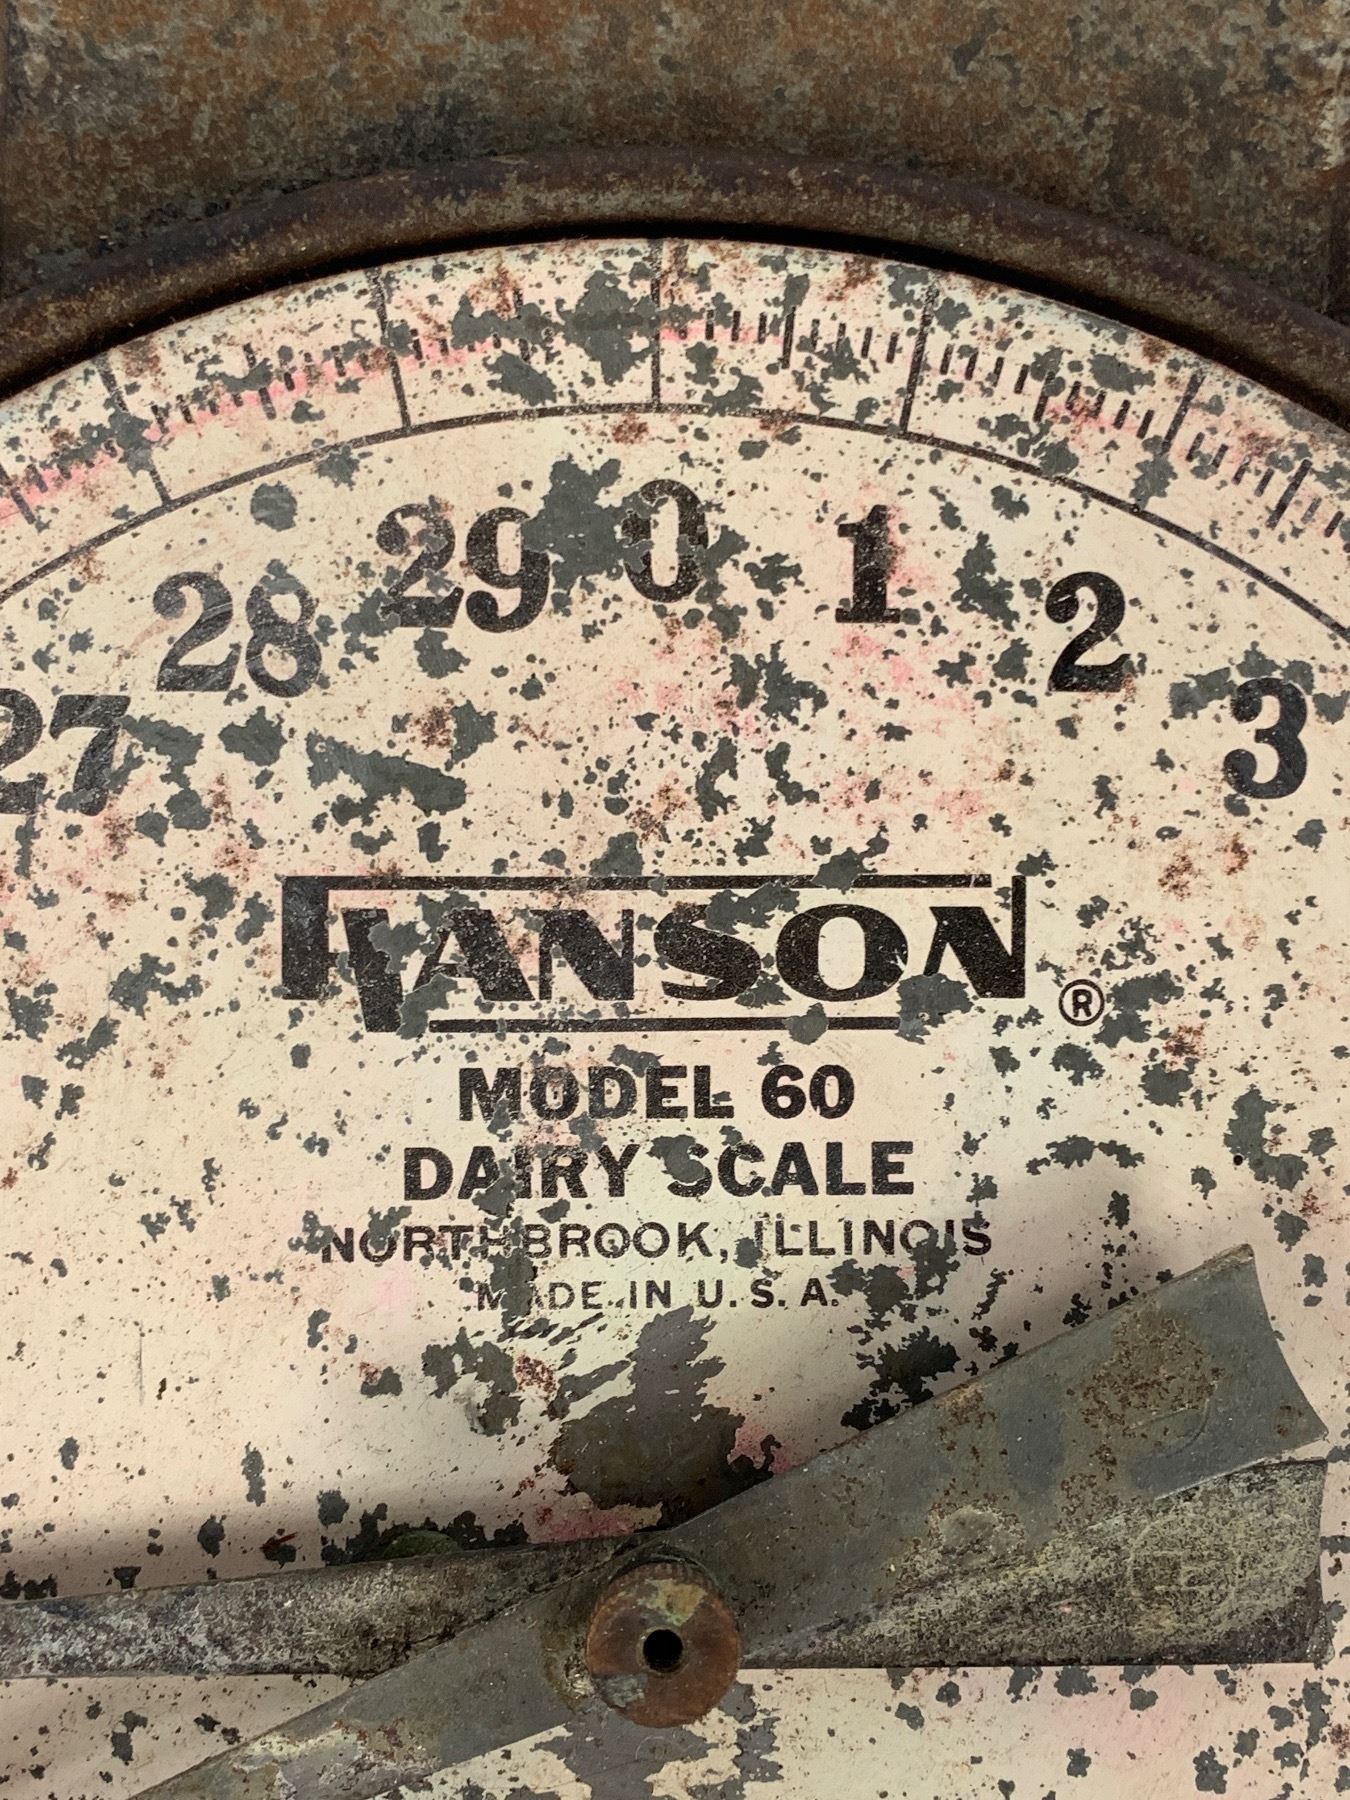 27 28 29 0 1 2 3
HANSON ®
MODEL 60
DAIRY SCALE
NORTHBROOK, ILLINOIS
MADE IN U.S.A.